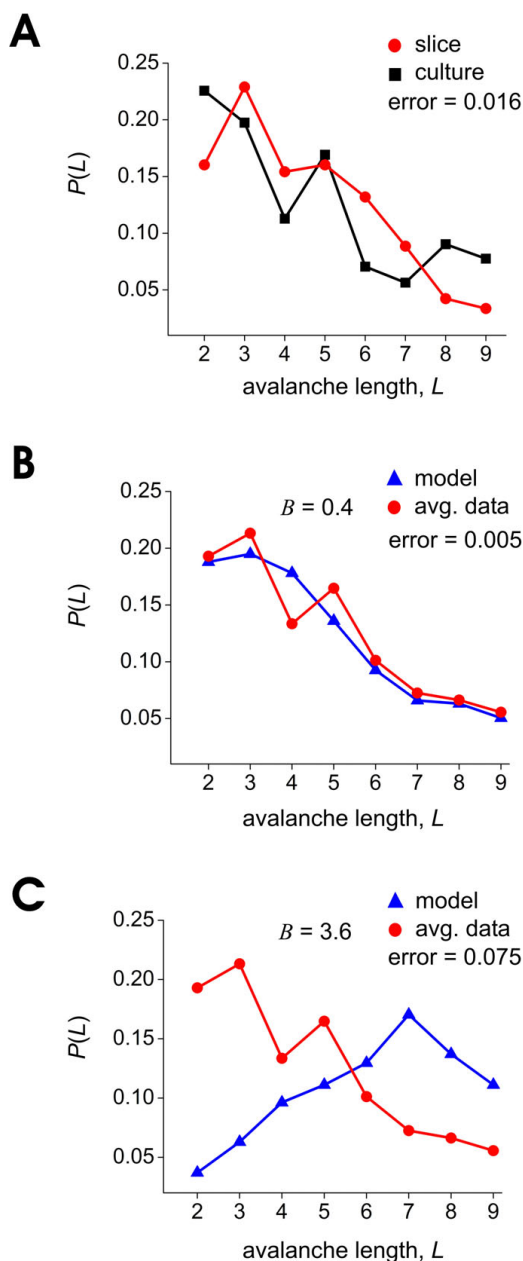 A
slice
culture
error = 0.016
0.25
0.20
0.15
0.10
0.05
P(L)
2 3 4 5 6 7 8 9
avalanche length, L
B
model
B = 0.4
avg. data
error = 0.005
0.25
0.20
0.15
0.10
0.05
P(L)
2 3 4 5 6 7 8 9
avalanche length, L
C
model
B = 3.6
avg. data
error = 0.075
0.25
0.20
0.15
0.10
0.05
P(L)
2 3 4 5 6 7 8 9
avalanche length, L